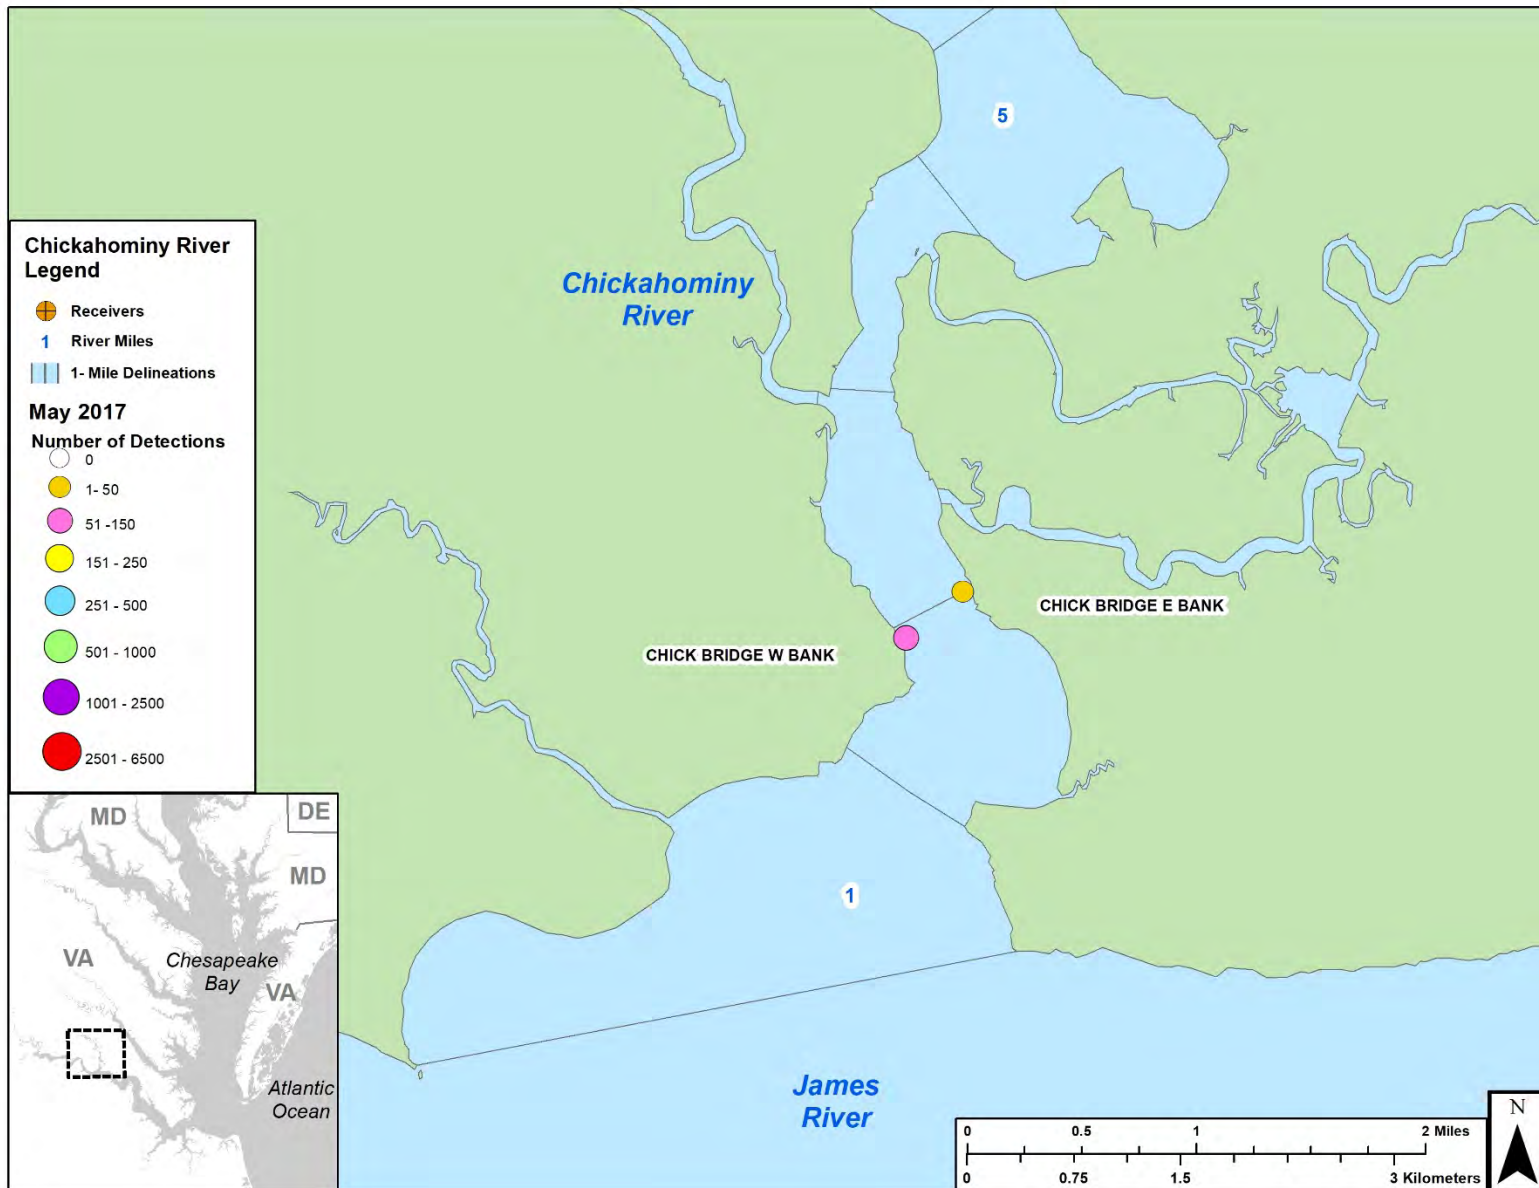 5
Chickahominy
River
Chickahominy River
Legend
Receivers
1 River Miles
1- Mile Delineations
May 2017
Number of Detections
0
1- 50
51 -150
151 - 250
251 - 500
501 - 1000
1001 - 2500
2501 - 6500
CHICK BRIDGE E BANK
CHICK BRIDGE W BANK
1
James
River
MD
DE
MD
VA
Chesapeake
Bay
VA
Atlantic
Ocean
0 0.5 1 2 Miles
0 0.75 1.5 3 Kilometers
N